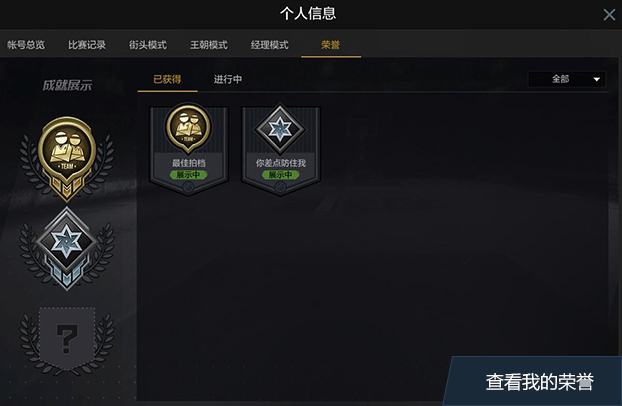 个人信息
帐号总览 比赛记录 街头模式 王朝模式 经理模式 荣誉
成就展示 已获得 进行中 全部
TEAM
TEAM
最佳拍档 你差点防住我
展示中 展示中
?
查看我的荣誉